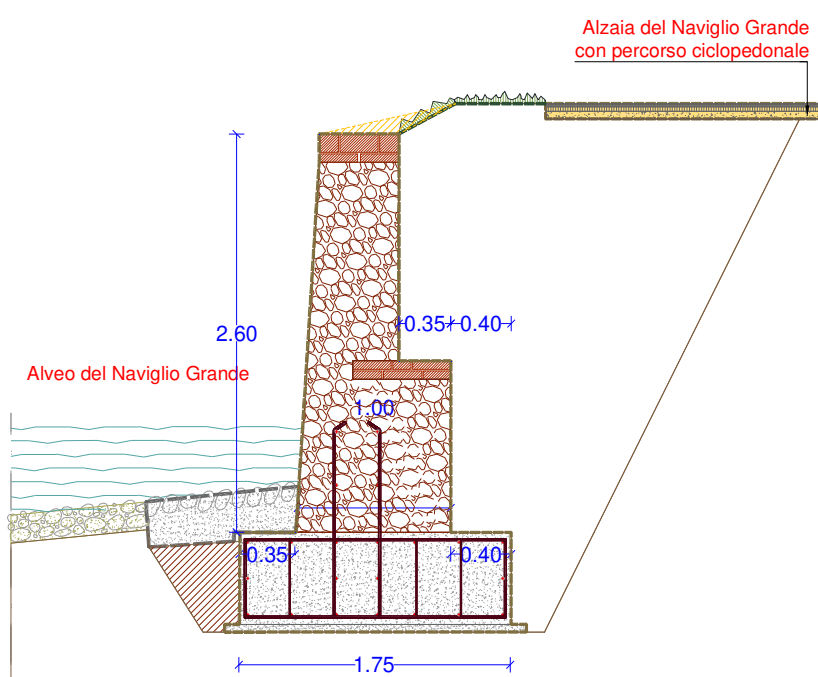 Alzaia del Naviglio Grande
con percorso ciclopedonale
0.35
0.40
2.60
Alveo del Naviglio Grande
1.00
0.35
0.40
1.75